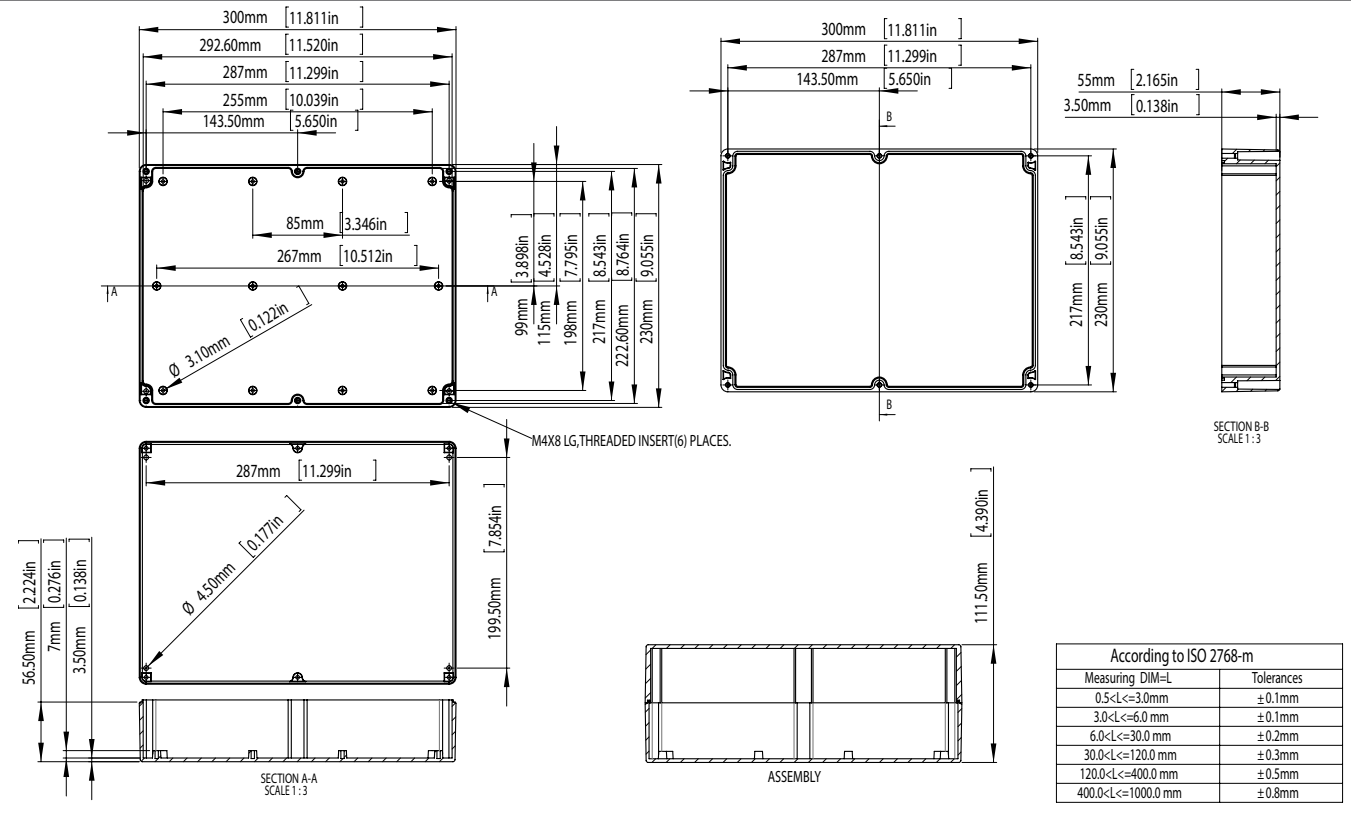 300mm [11.811in]
292.60mm [11.520in]
287mm [11.299in]
255mm [10.039in]
143.50mm [5.650in]
85mm [3.346in]
267mm [10.512in]
A
A
Ø 3.10mm [0.122in]
99mm [3.898in]
115mm [4.528in]
198mm [7.795in]
217mm [8.543in]
222.60mm [8.764in]
230mm [9.055in]
M4X8 LG,THREADED INSERT(6) PLACES.
300mm [11.811in]
287mm [11.299in]
143.50mm [5.650in]
B
B
217mm [8.543in]
230mm [9.055in]
55mm [2.165in]
3.50mm [0.138in]
SECTION B-B
SCALE 1 : 3
287mm [11.299in]
Ø 4.50mm [0.177in]
199.50mm [7.854in]
56.50mm [2.224in]
7mm [0.276in]
3.50mm [0.138in]
SECTION A-A
SCALE 1 : 3
111.50mm [4.390in]
ASSEMBLY
According to ISO 2768-m
Measuring DIM=L Tolerances
0.5<L<=3.0mm ±0.1mm
3.0<L<=6.0 mm ±0.1mm
6.0<L<=30.0 mm ±0.2mm
30.0<L<=120.0 mm ±0.3mm
120.0<L<=400.0 mm ±0.5mm
400.0<L<=1000.0 mm ±0.8mm